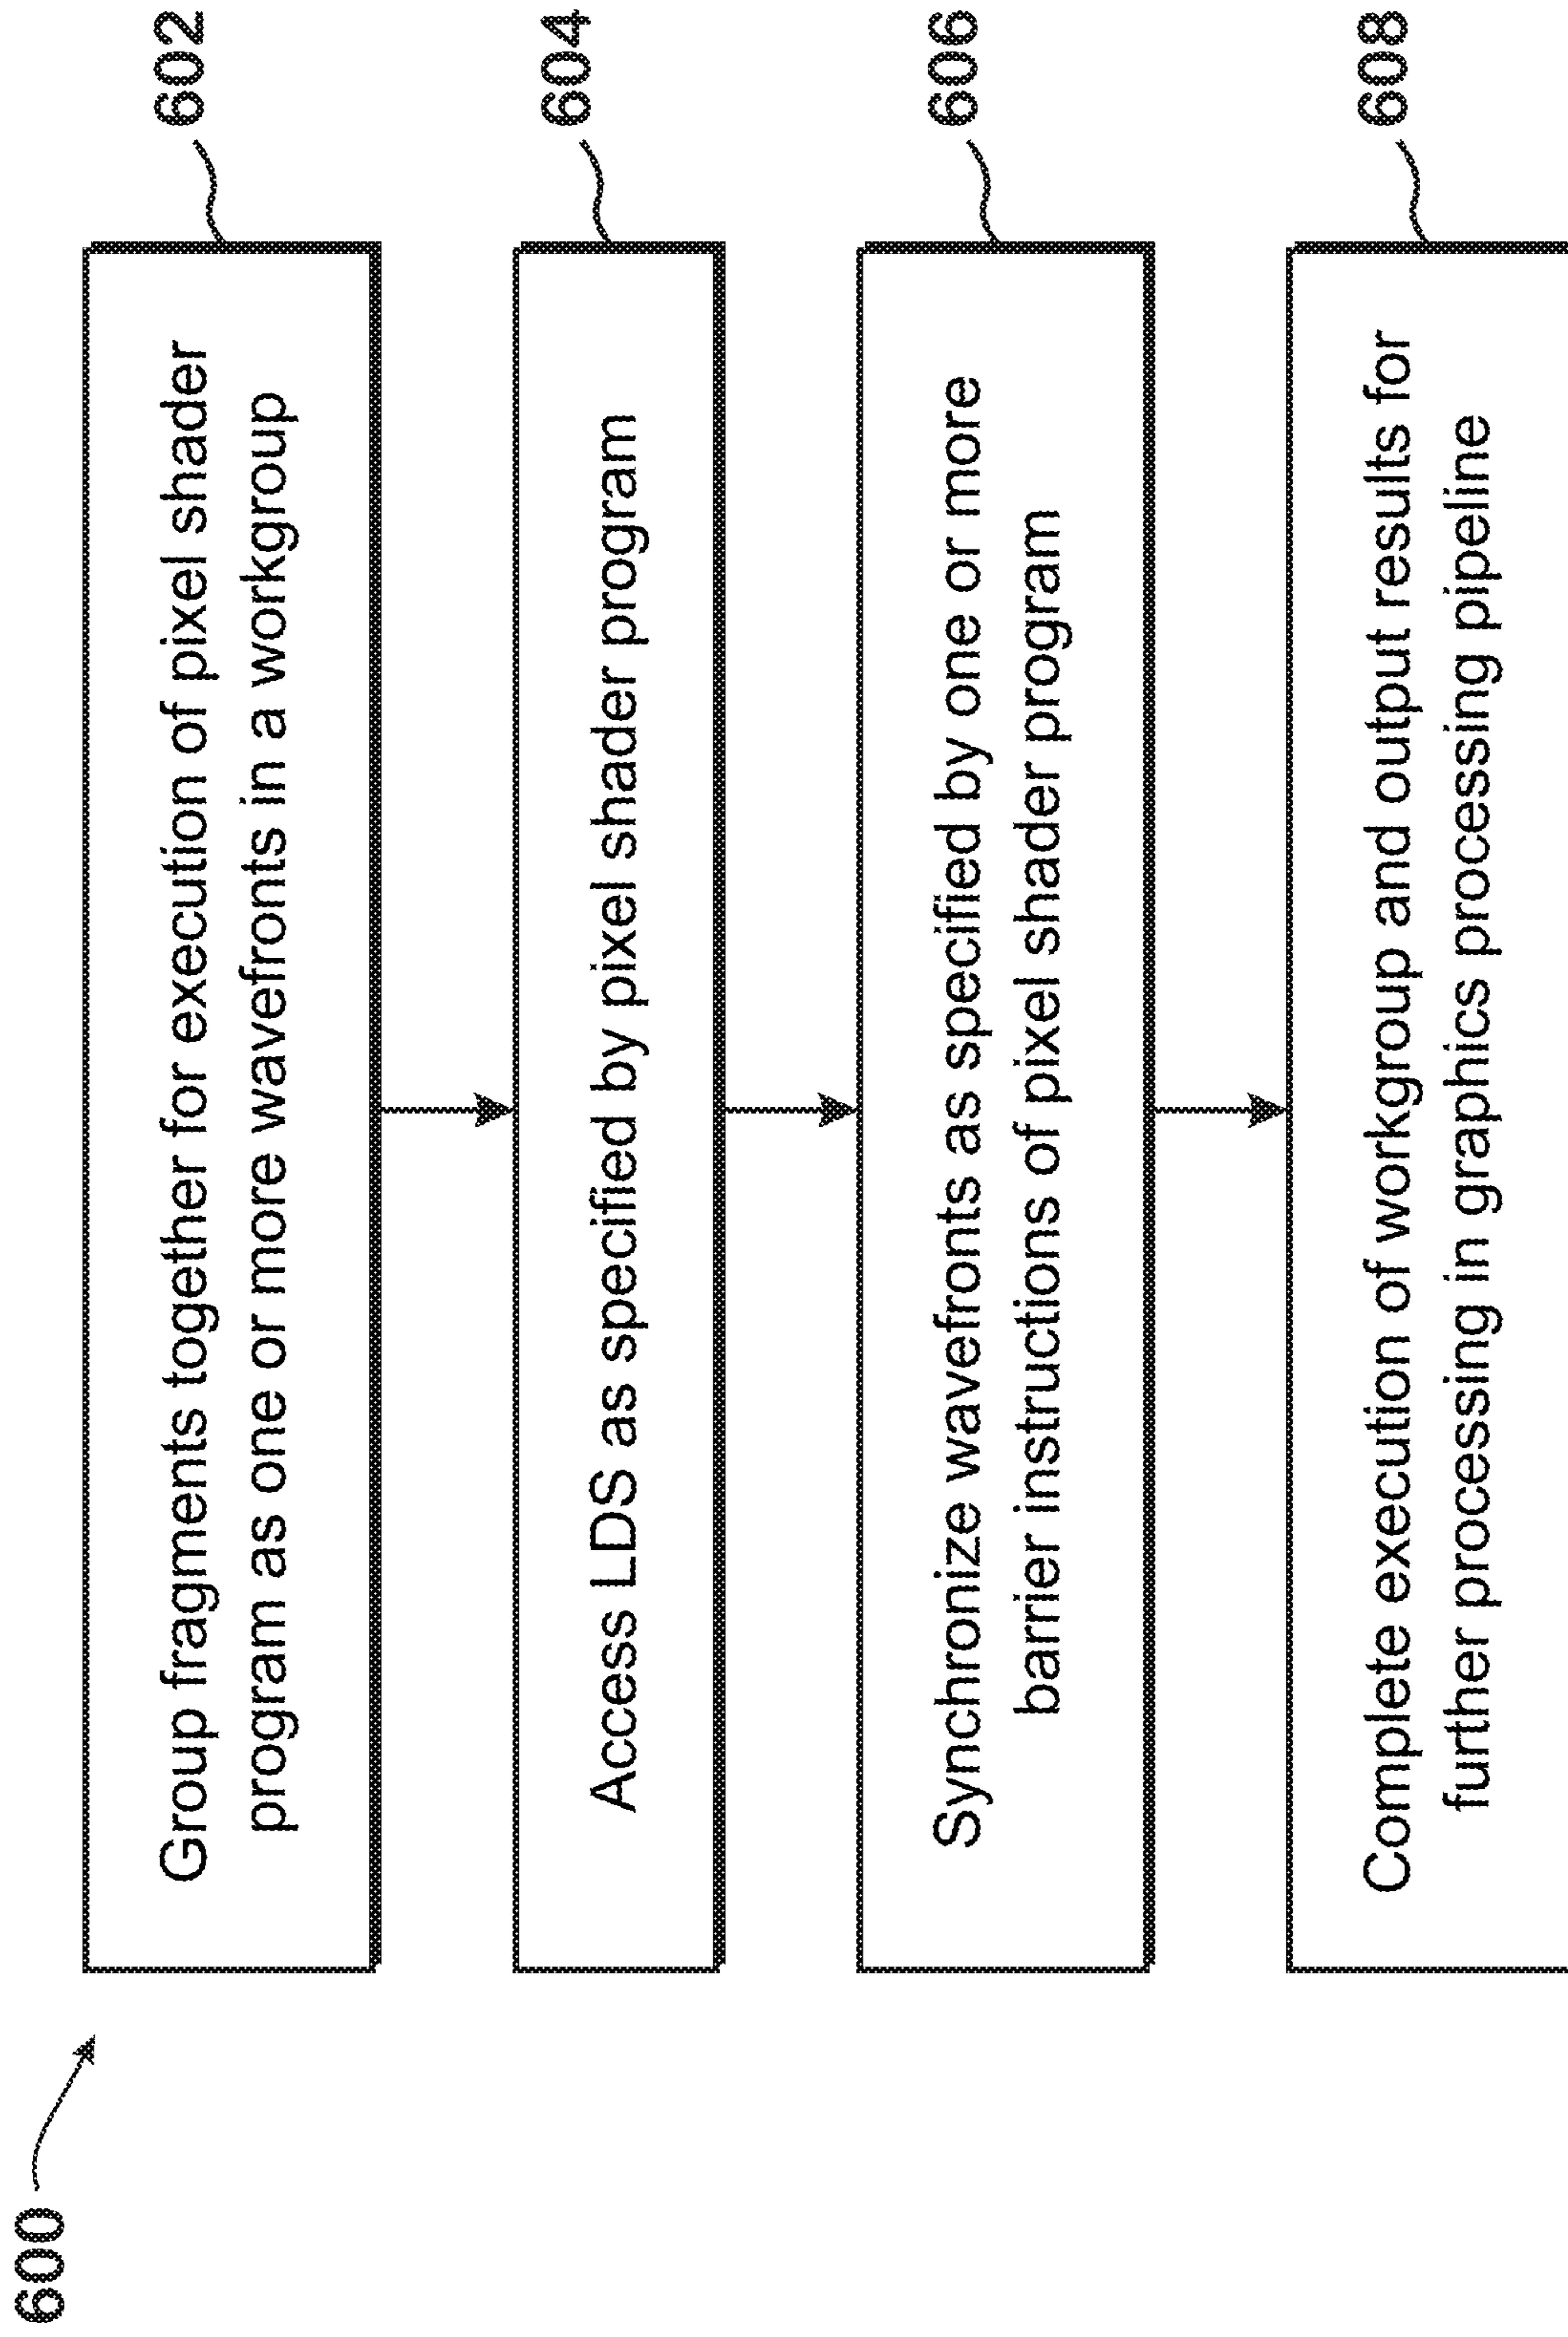 600
Group fragments together for execution of pixel shader
program as one or more wavefronts in a workgroup
602
Access LDS as specified by pixel shader program
604
Synchronize wavefronts as specified by one or more
barrier instructions of pixel shader program
606
Complete execution of workgroup and output results for
further processing in graphics processing pipeline
608